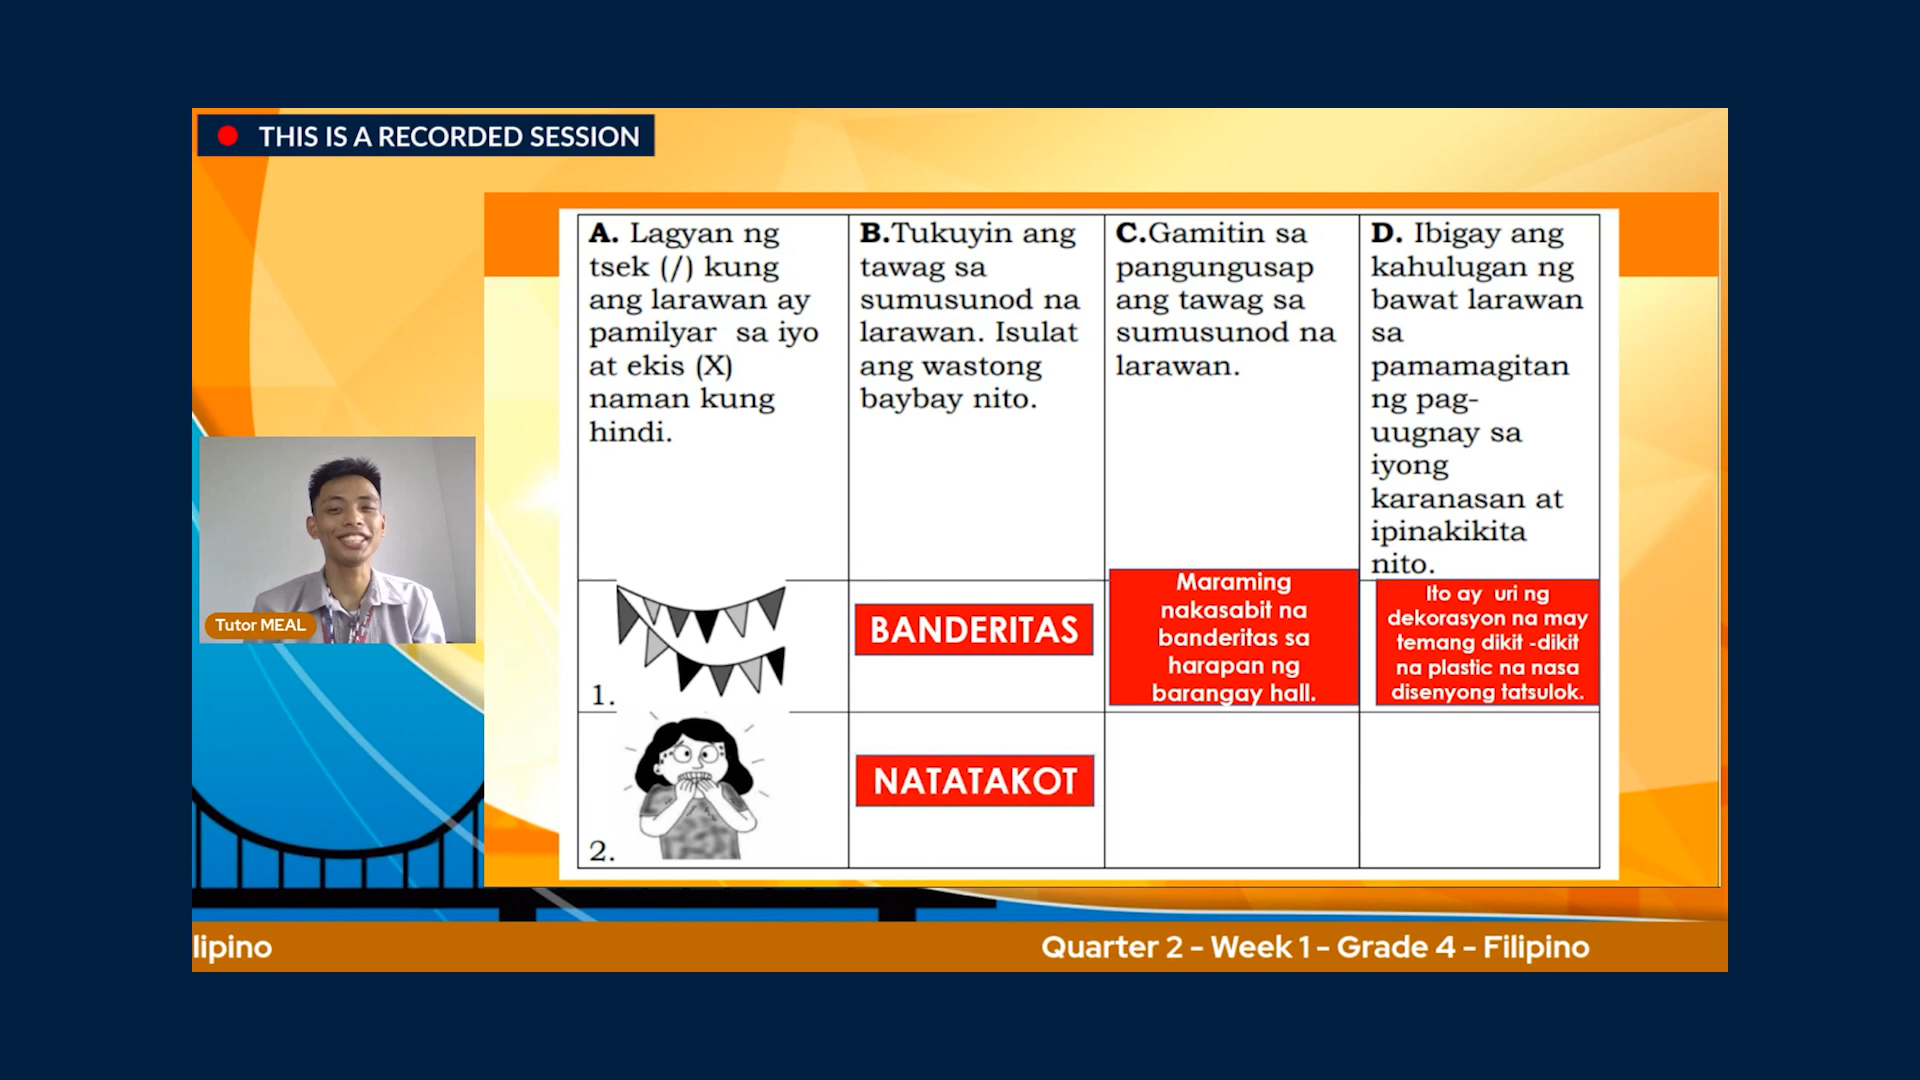 THIS IS A RECORDED SESSION
A. Lagyan ng
tsek (/) kung
ang larawan ay
pamilyar sa iyo
at ekis (X)
naman kung
hindi.
B.Tukuyin ang
tawag sa
sumusunod na
larawan. Isulat
ang wastong
baybay nito.
C.Gamitin sa
pangungusap
ang tawag sa
sumusunod na
larawan.
D. Ibigay ang
kahulugan ng
bawat larawan
sa
pamamagitan
ng pag-
uugnay sa
iyong
karanasan at
ipinakikita
nito.
1.
BANDERITAS
Maraming
nakasabit na
banderitas sa
harapan ng
barangay hall.
Ito ay uri ng
dekorasyon na may
temang dikit -dikit
na plastic na nasa
disenyong tatsulok.
2.
NATATAKOT
Tutor MEAL
lipino
Quarter 2 - Week 1 - Grade 4 - Filipino